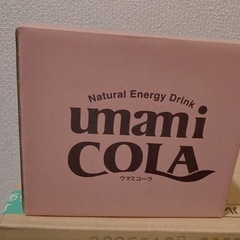 Natural Energy Drink
umami
COLA
ウマミコーラ